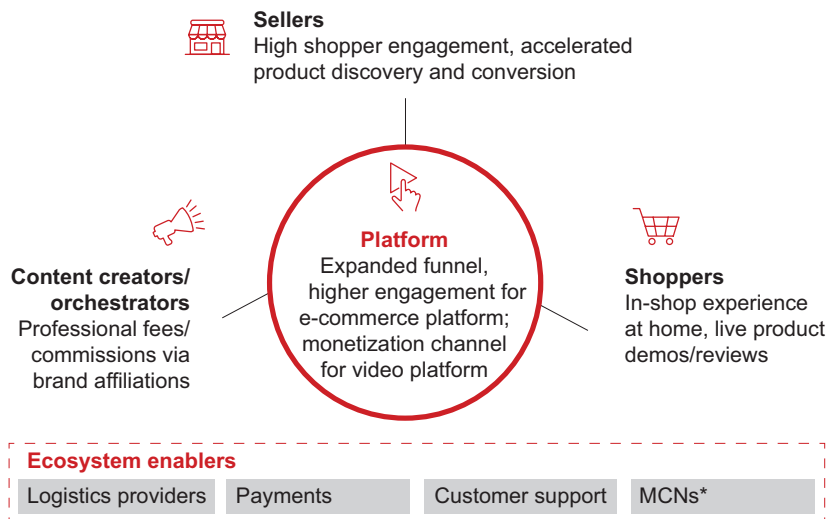 Sellers
High shopper engagement, accelerated
product discovery and conversion
Platform
Expanded funnel,
higher engagement for
e-commerce platform;
monetization channel
for video platform
Content creators/
orchestrators
Professional fees/
commissions via
brand affiliations
Shoppers
In-shop experience
at home, live product
demos/reviews
Ecosystem enablers
Logistics providers
Payments
Customer support
MCNs*